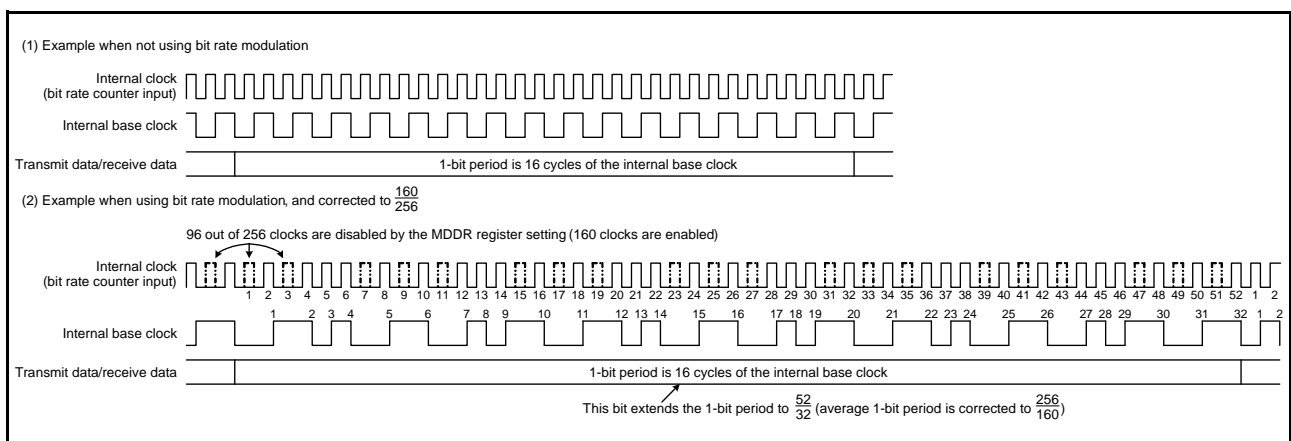 (1) Example when not using bit rate modulation
Internal clock
(bit rate counter input)
Internal base clock
Transmit data/receive data
1-bit period is 16 cycles of the internal base clock
(2) Example when using bit rate modulation, and corrected to 160/256
96 out of 256 clocks are disabled by the MDDR register setting (160 clocks are enabled)
Internal clock
(bit rate counter input)
1 2 3 4 5 6 7 8 9 10 11 12 13 14 15 16 17 18 19 20 21 22 23 24 25 26 27 28 29 30 31 32 33 34 35 36 37 38 39 40 41 42 43 44 45 46 47 48 49 50 51 52 1 2
1 2 3 4 5 6 7 8 9 10 11 12 13 14 15 16 17 18 19 20 21 22 23 24 25 26 27 28 29 30 31 32 1 2
Internal base clock
Transmit data/receive data
1-bit period is 16 cycles of the internal base clock
This bit extends the 1-bit period to 52/32 (average 1-bit period is corrected to 256/160)